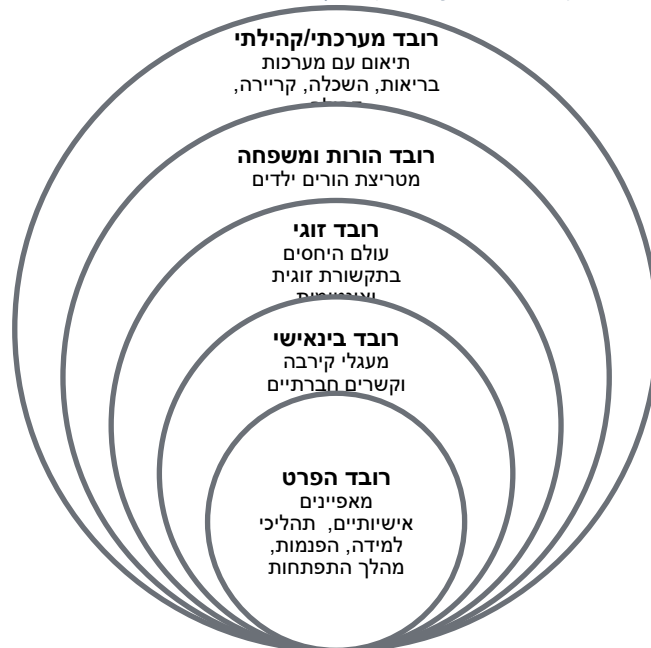 רובד מערכתי/קהילתי
תיאום עם מערכות
בריאות, השכלה, קריירה,
רובד הורות ומשפחה
מטריצת הורים ילדים
רובד זוגי
עולם היחסים
בתקשורת זוגית
רובד בינאישי
מעגלי קירבה
וקשרים חברתיים
רובד הפרט
מאפיינים
אישיותיים, תהליכי
למידה, הפנמות,
מהלך התפתחות